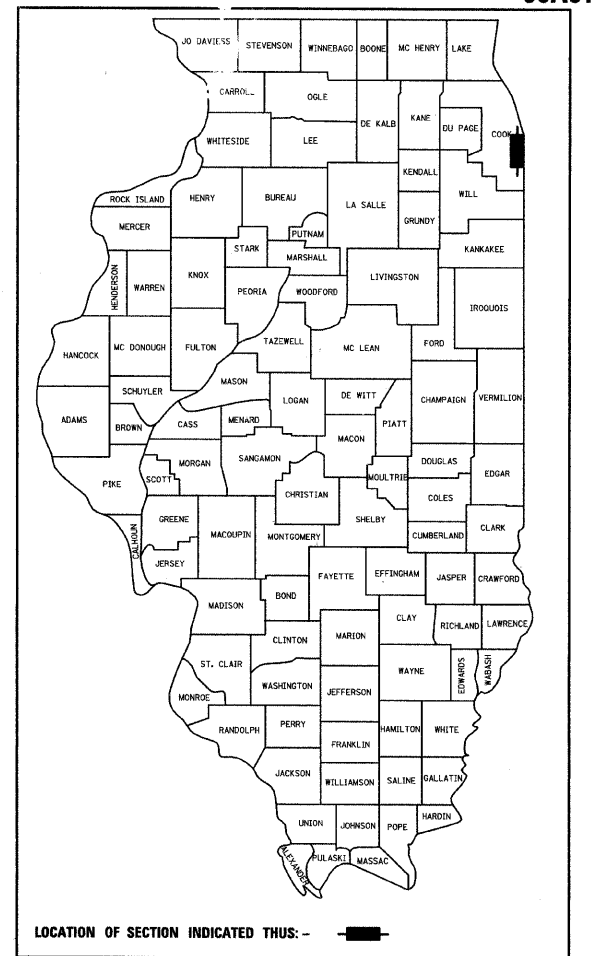 JO DAVIESS STEVENSON WINNEBAGO BOONE MC HENRY LAKE
CARROLL OGLE DE KALB KANE DU PAGE COOK
WHITESIDE LEE KENDALL WILL
ROCK ISLAND HENRY BUREAU LA SALLE GRUNDY
MERCER PUTNAM KANKAKEE
STARK MARSHALL
HENDERSON WARREN KNOX PEORIA WOODFORD LIVINGSTON IROQUOIS
HANCOCK MC DONOUGH FULTON TAZEWELL MC LEAN FORD
SCHUYLER MASON LOGAN DE WITT CHAMPAIGN VERMILION
ADAMS BROWN CASS MENARD MACON PIATT
PIKE SCOTT MORGAN SANGAMON CHRISTIAN MOULTRIE DOUGLAS EDGAR
COLES
CALHOUN GREENE MACOUPIN MONTGOMERY SHELBY CUMBERLAND CLARK
JERSEY FAYETTE EFFINGHAM JASPER CRAWFORD
MADISON BOND CLAY RICHLAND LAWRENCE
CLINTON MARION
ST. CLAIR WAYNE EDWARDS WABASH
MONROE WASHINGTON JEFFERSON
RANDOLPH PERRY HAMILTON WHITE
FRANKLIN
JACKSON WILLIAMSON SALINE GALLATIN
UNION JOHNSON POPE HARDIN
ALEXANDER PULASKI MASSAC
LOCATION OF SECTION INDICATED THUS: -